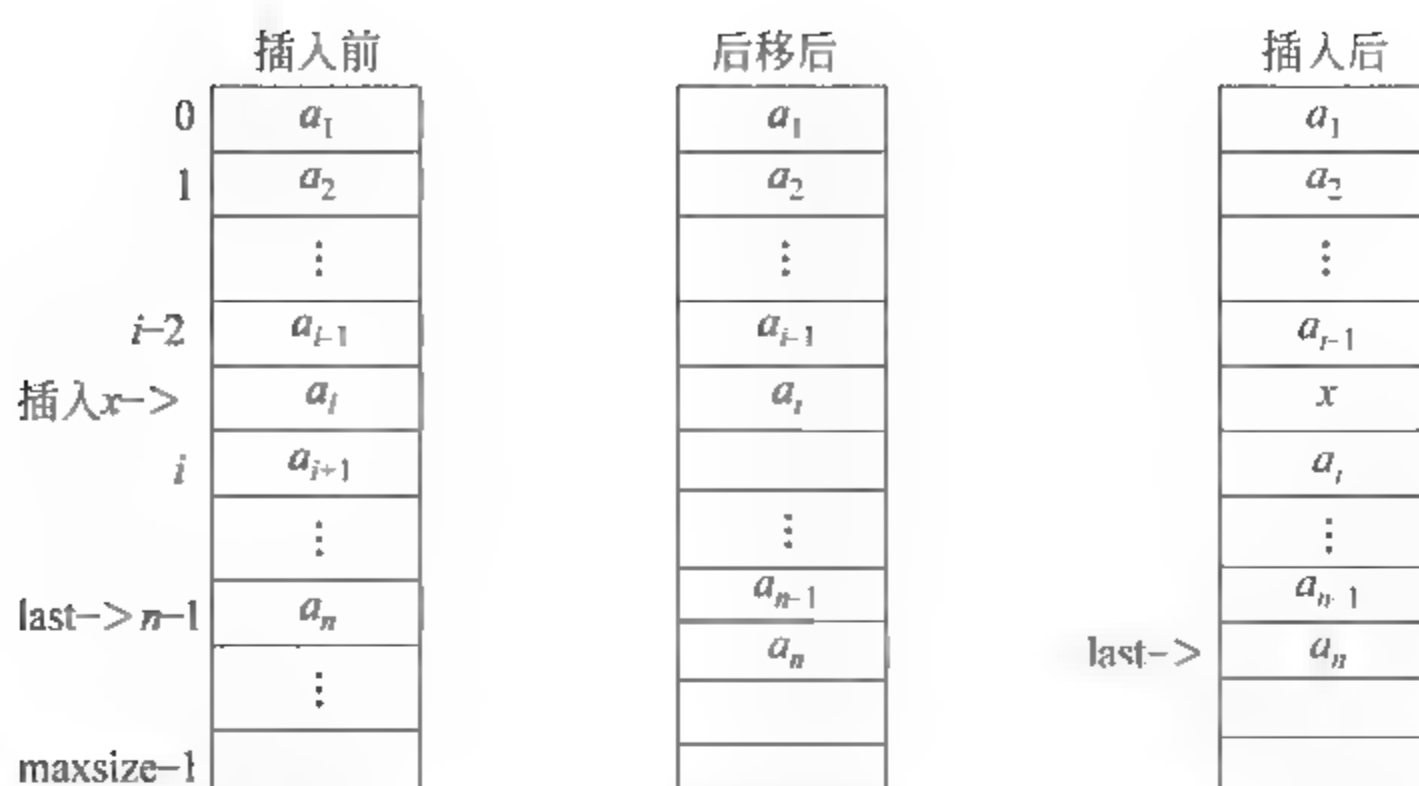 插入前 后移后 插入后
0 a₁ a₁ a₁
1 a₂ a₂ a₂
⋮ ⋮ ⋮
i-2 aᵢ₋₁ aᵢ₋₁ aᵢ₋₁
插入x-> aᵢ aᵢ x
i aᵢ₊₁ aᵢ
⋮ ⋮ ⋮
last-> n-1 aₙ aₙ₋₁ aₙ₋₁
last-> aₙ aₙ
⋮
maxsize-1